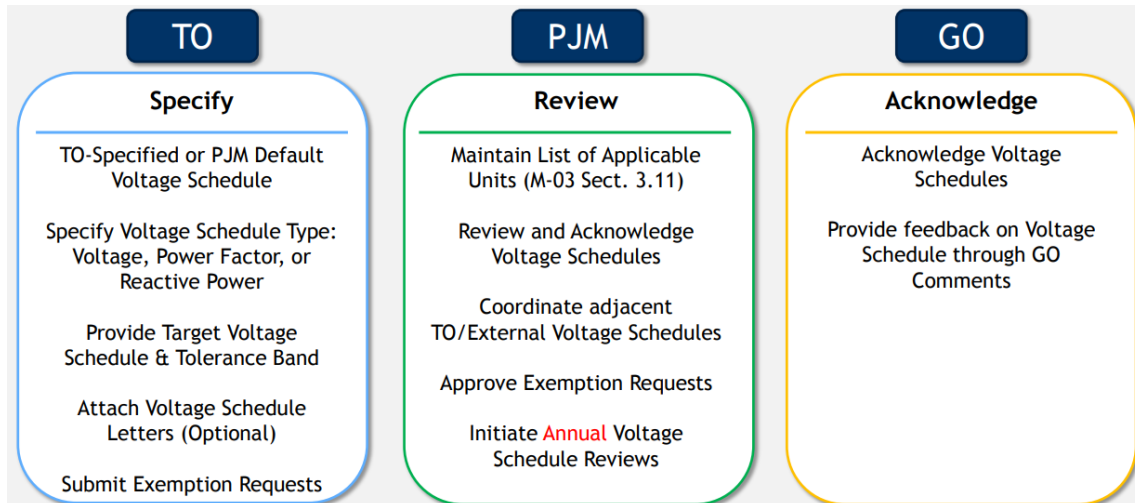 TO
Specify
TO-Specified or PJM Default
Voltage Schedule
Specify Voltage Schedule Type:
Voltage, Power Factor, or
Reactive Power
Provide Target Voltage
Schedule & Tolerance Band
Attach Voltage Schedule
Letters (Optional)
Submit Exemption Requests
PJM
Review
Maintain List of Applicable
Units (M-03 Sect. 3.11)
Review and Acknowledge
Voltage Schedules
Coordinate adjacent
TO/External Voltage Schedules
Approve Exemption Requests
Initiate Annual Voltage
Schedule Reviews
GO
Acknowledge
Acknowledge Voltage
Schedules
Provide feedback on Voltage
Schedule through GO
Comments